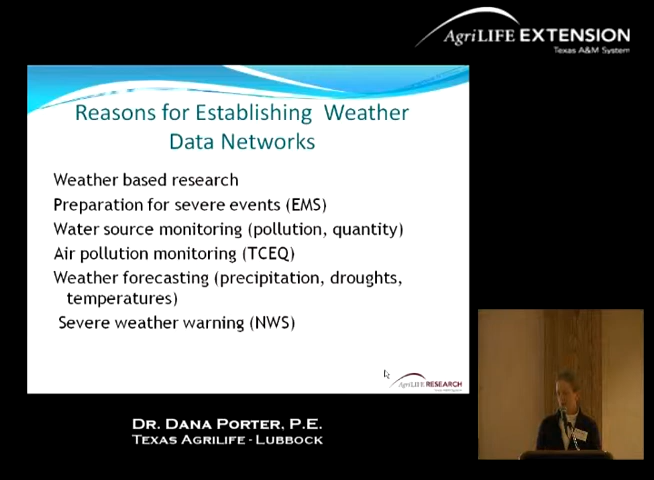 AgriLIFE EXTENSION
Texas A&M System
Reasons for Establishing Weather
Data Networks
Weather based research
Preparation for severe events (EMS)
Water source monitoring (pollution, quantity)
Air pollution monitoring (TCEQ)
Weather forecasting (precipitation, droughts,
temperatures)
Severe weather warning (NWS)
AgriLIFE RESEARCH
DR. DANA PORTER, P.E.
TEXAS AGRILIFE - LUBBOCK